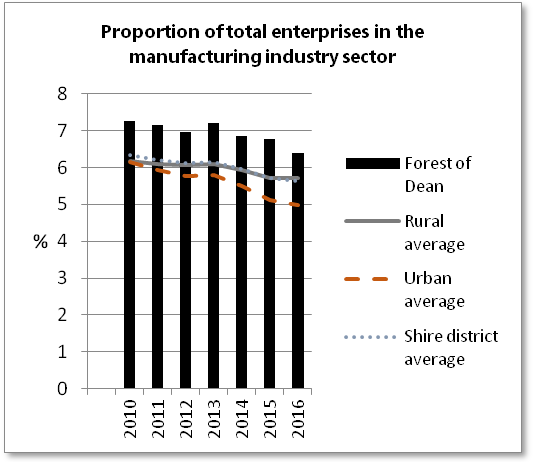 Proportion of total enterprises in the
manufacturing industry sector
8
7
6
5
% 4
3
2
1
0
2010
2011
2012
2013
2014
2015
2016
Forest of
Dean
Rural
average
Urban
average
Shire district
average